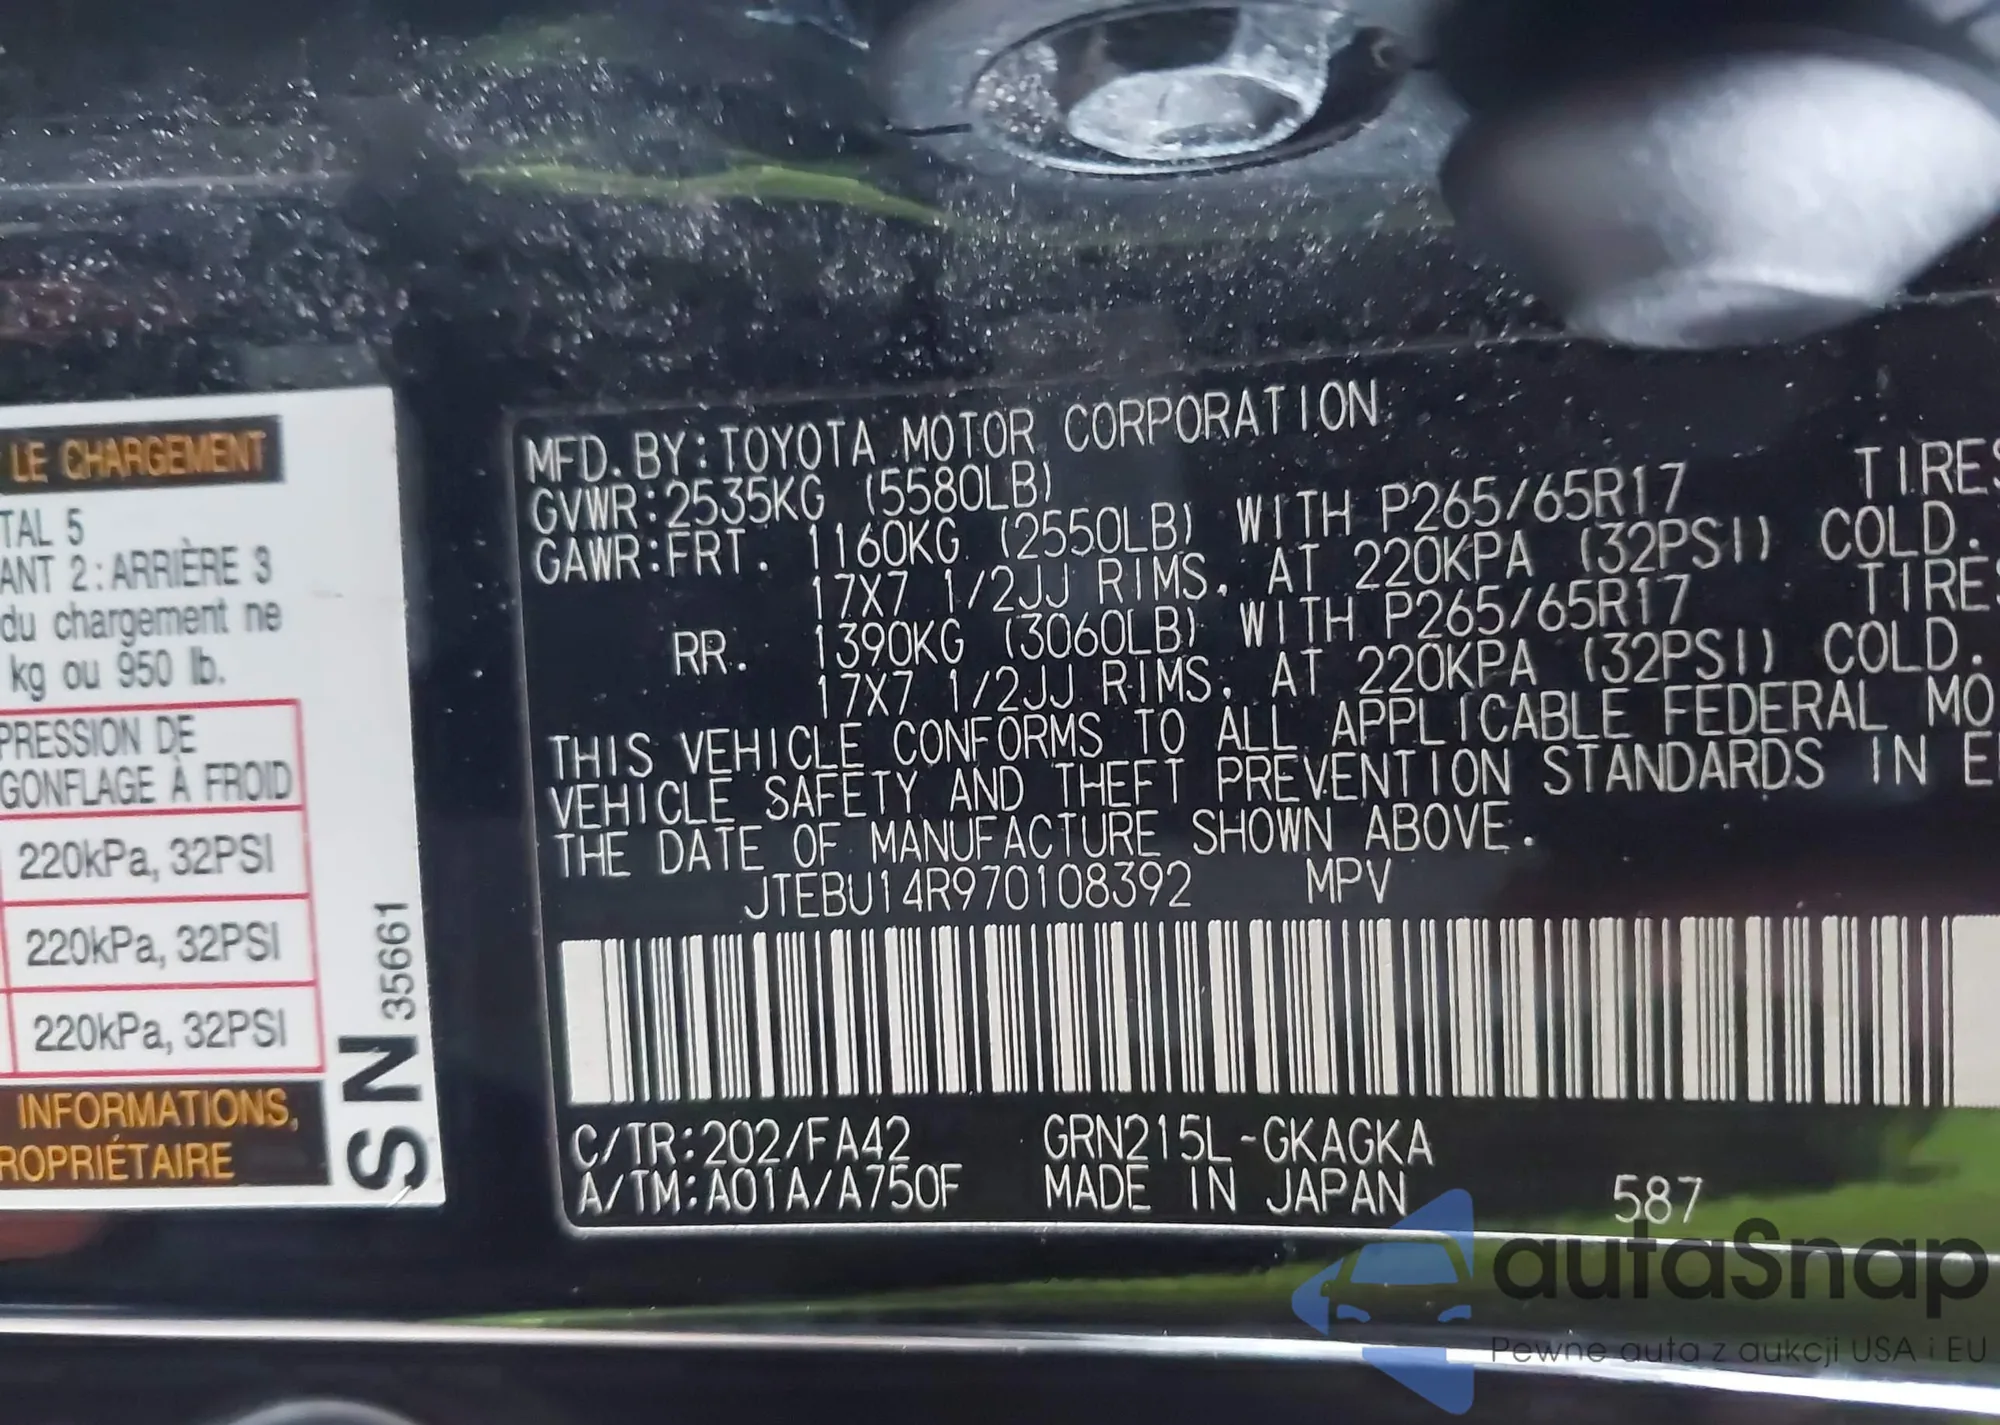 LE CHARGEMENT
TAL 5
ANT 2 : ARRIÈRE 3
du chargement ne
kg ou 950 lb.
PRESSION DE
GONFLAGE À FROID
220kPa, 32PSI
220kPa, 32PSI
220kPa, 32PSI
INFORMATIONS,
ROPRIÉTAIRE
SN 35661
MFD. BY: TOYOTA MOTOR CORPORATION
GVWR: 2535KG (5580LB)
GAWR: FRT. 1160KG (2550LB) WITH P265/65R17 TIRES
17X7 1/2JJ RIMS, AT 220KPA (32PSI) COLD.
RR. 1390KG (3060LB) WITH P265/65R17 TIRES
17X7 1/2JJ RIMS, AT 220KPA (32PSI) COLD.
THIS VEHICLE CONFORMS TO ALL APPLICABLE FEDERAL MO
VEHICLE SAFETY AND THEFT PREVENTION STANDARDS IN E
THE DATE OF MANUFACTURE SHOWN ABOVE.
JTEBU14R970108392 MPV
C/TR: 202/FA42 GRN215L-GKAGKA
A/TM: A01A/A750F MADE IN JAPAN 587
autaSnap
Pewne auta z aukcji USA i EU